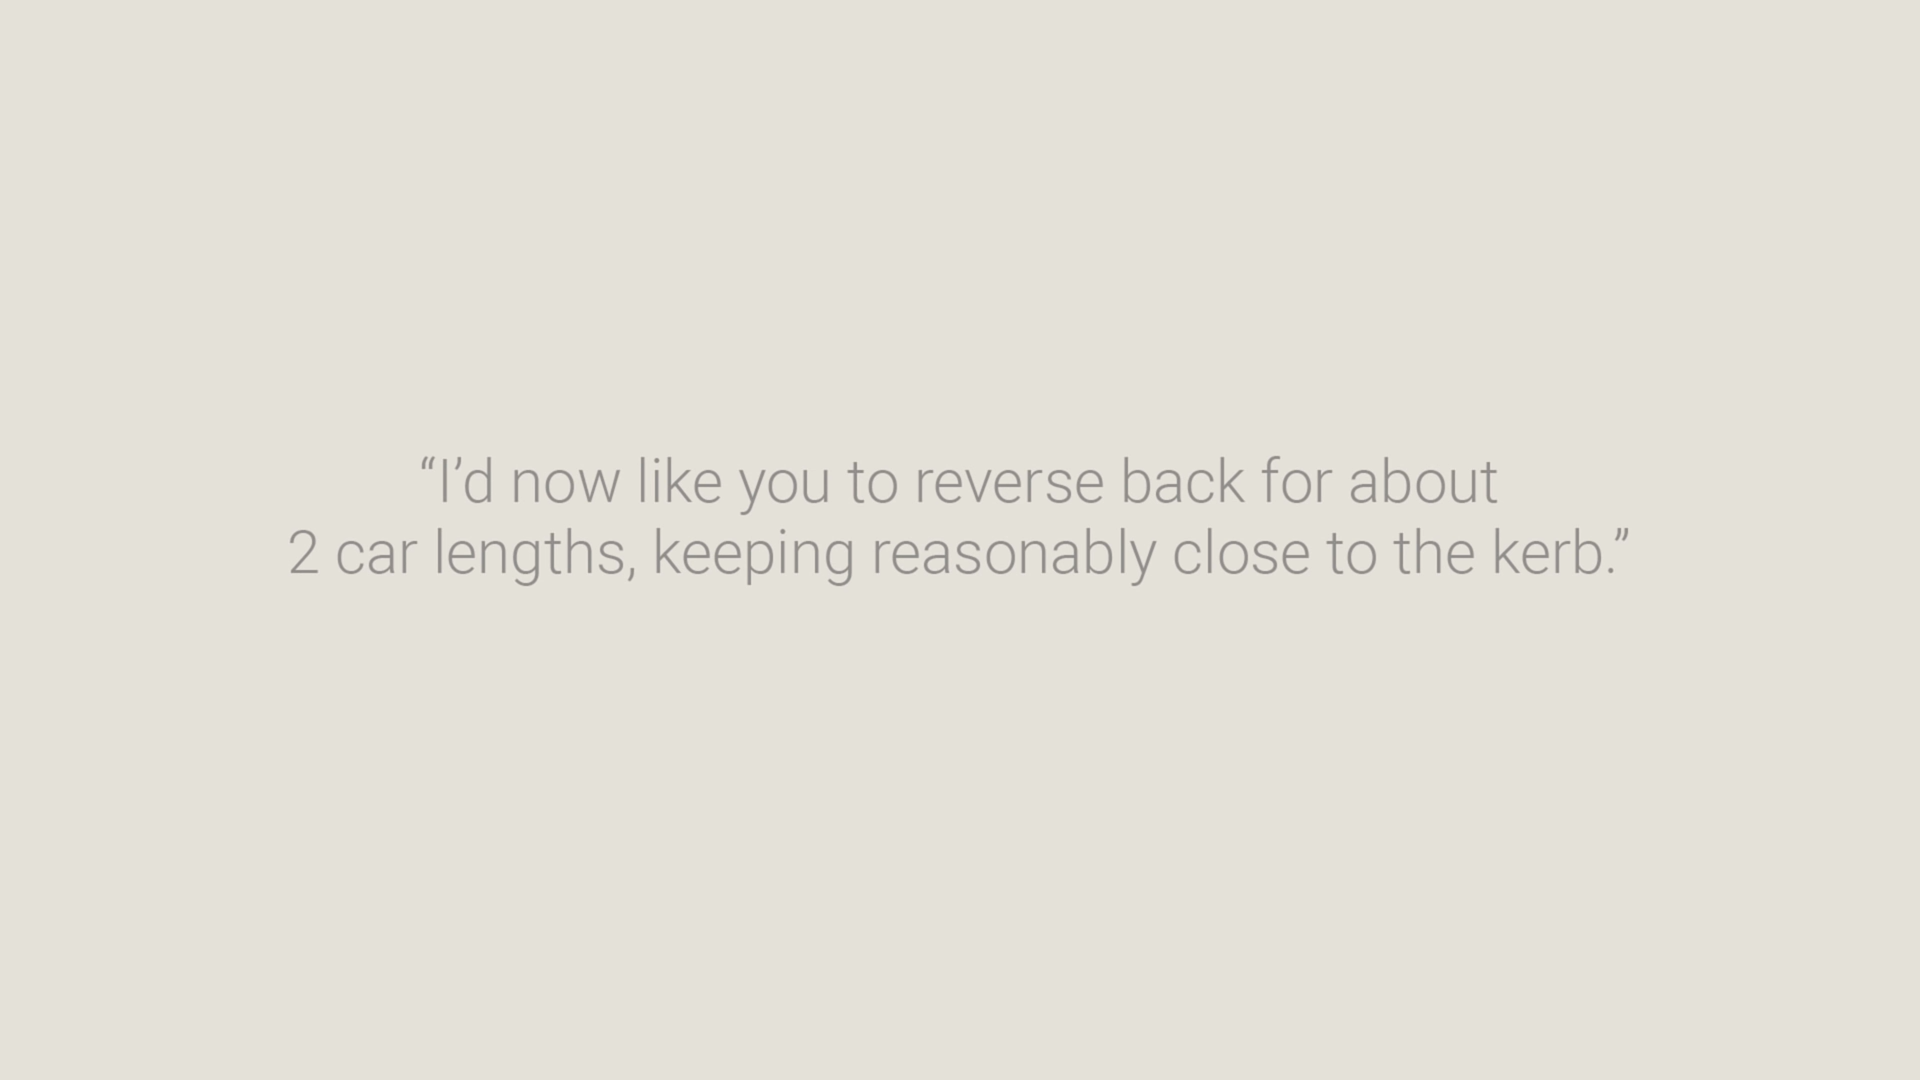 “I’d now like you to reverse back for about
2 car lengths, keeping reasonably close to the kerb.”